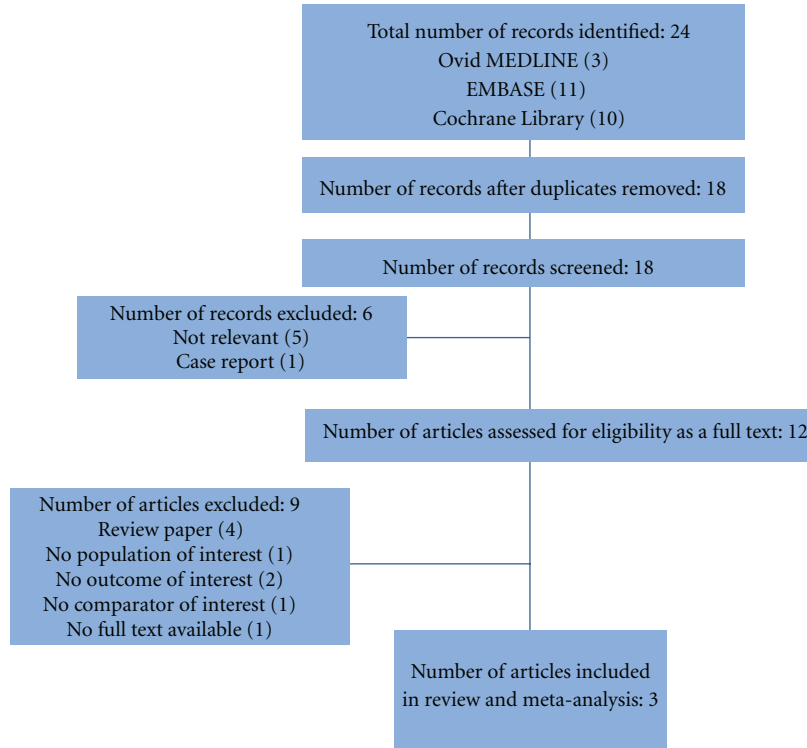 Total number of records identified: 24
Ovid MEDLINE (3)
EMBASE (11)
Cochrane Library (10)
Number of records after duplicates removed: 18
Number of records screened: 18
Number of records excluded: 6
Not relevant (5)
Case report (1)
Number of articles assessed for eligibility as a full text: 12
Number of articles excluded: 9
Review paper (4)
No population of interest (1)
No outcome of interest (2)
No comparator of interest (1)
No full text available (1)
Number of articles included
in review and meta-analysis: 3